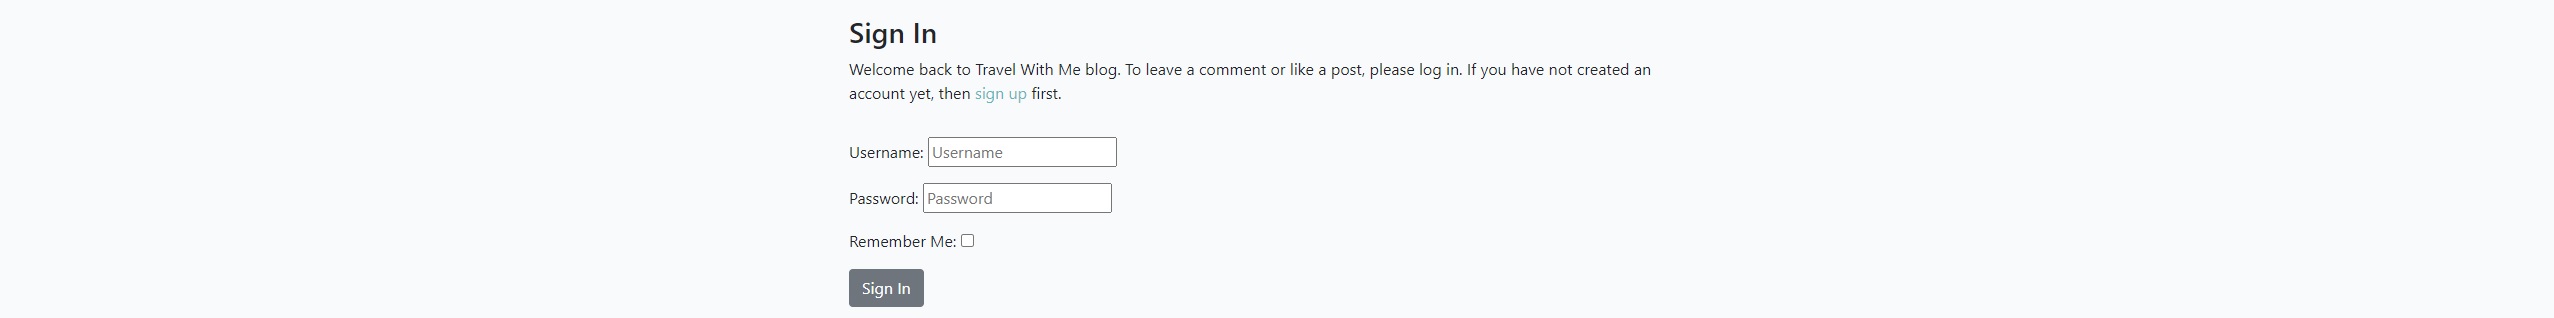 Sign In
Welcome back to Travel With Me blog. To leave a comment or like a post, please log in. If you have not created an
account yet, then sign up first.
Username: Username
Password: Password
Remember Me:
Sign In